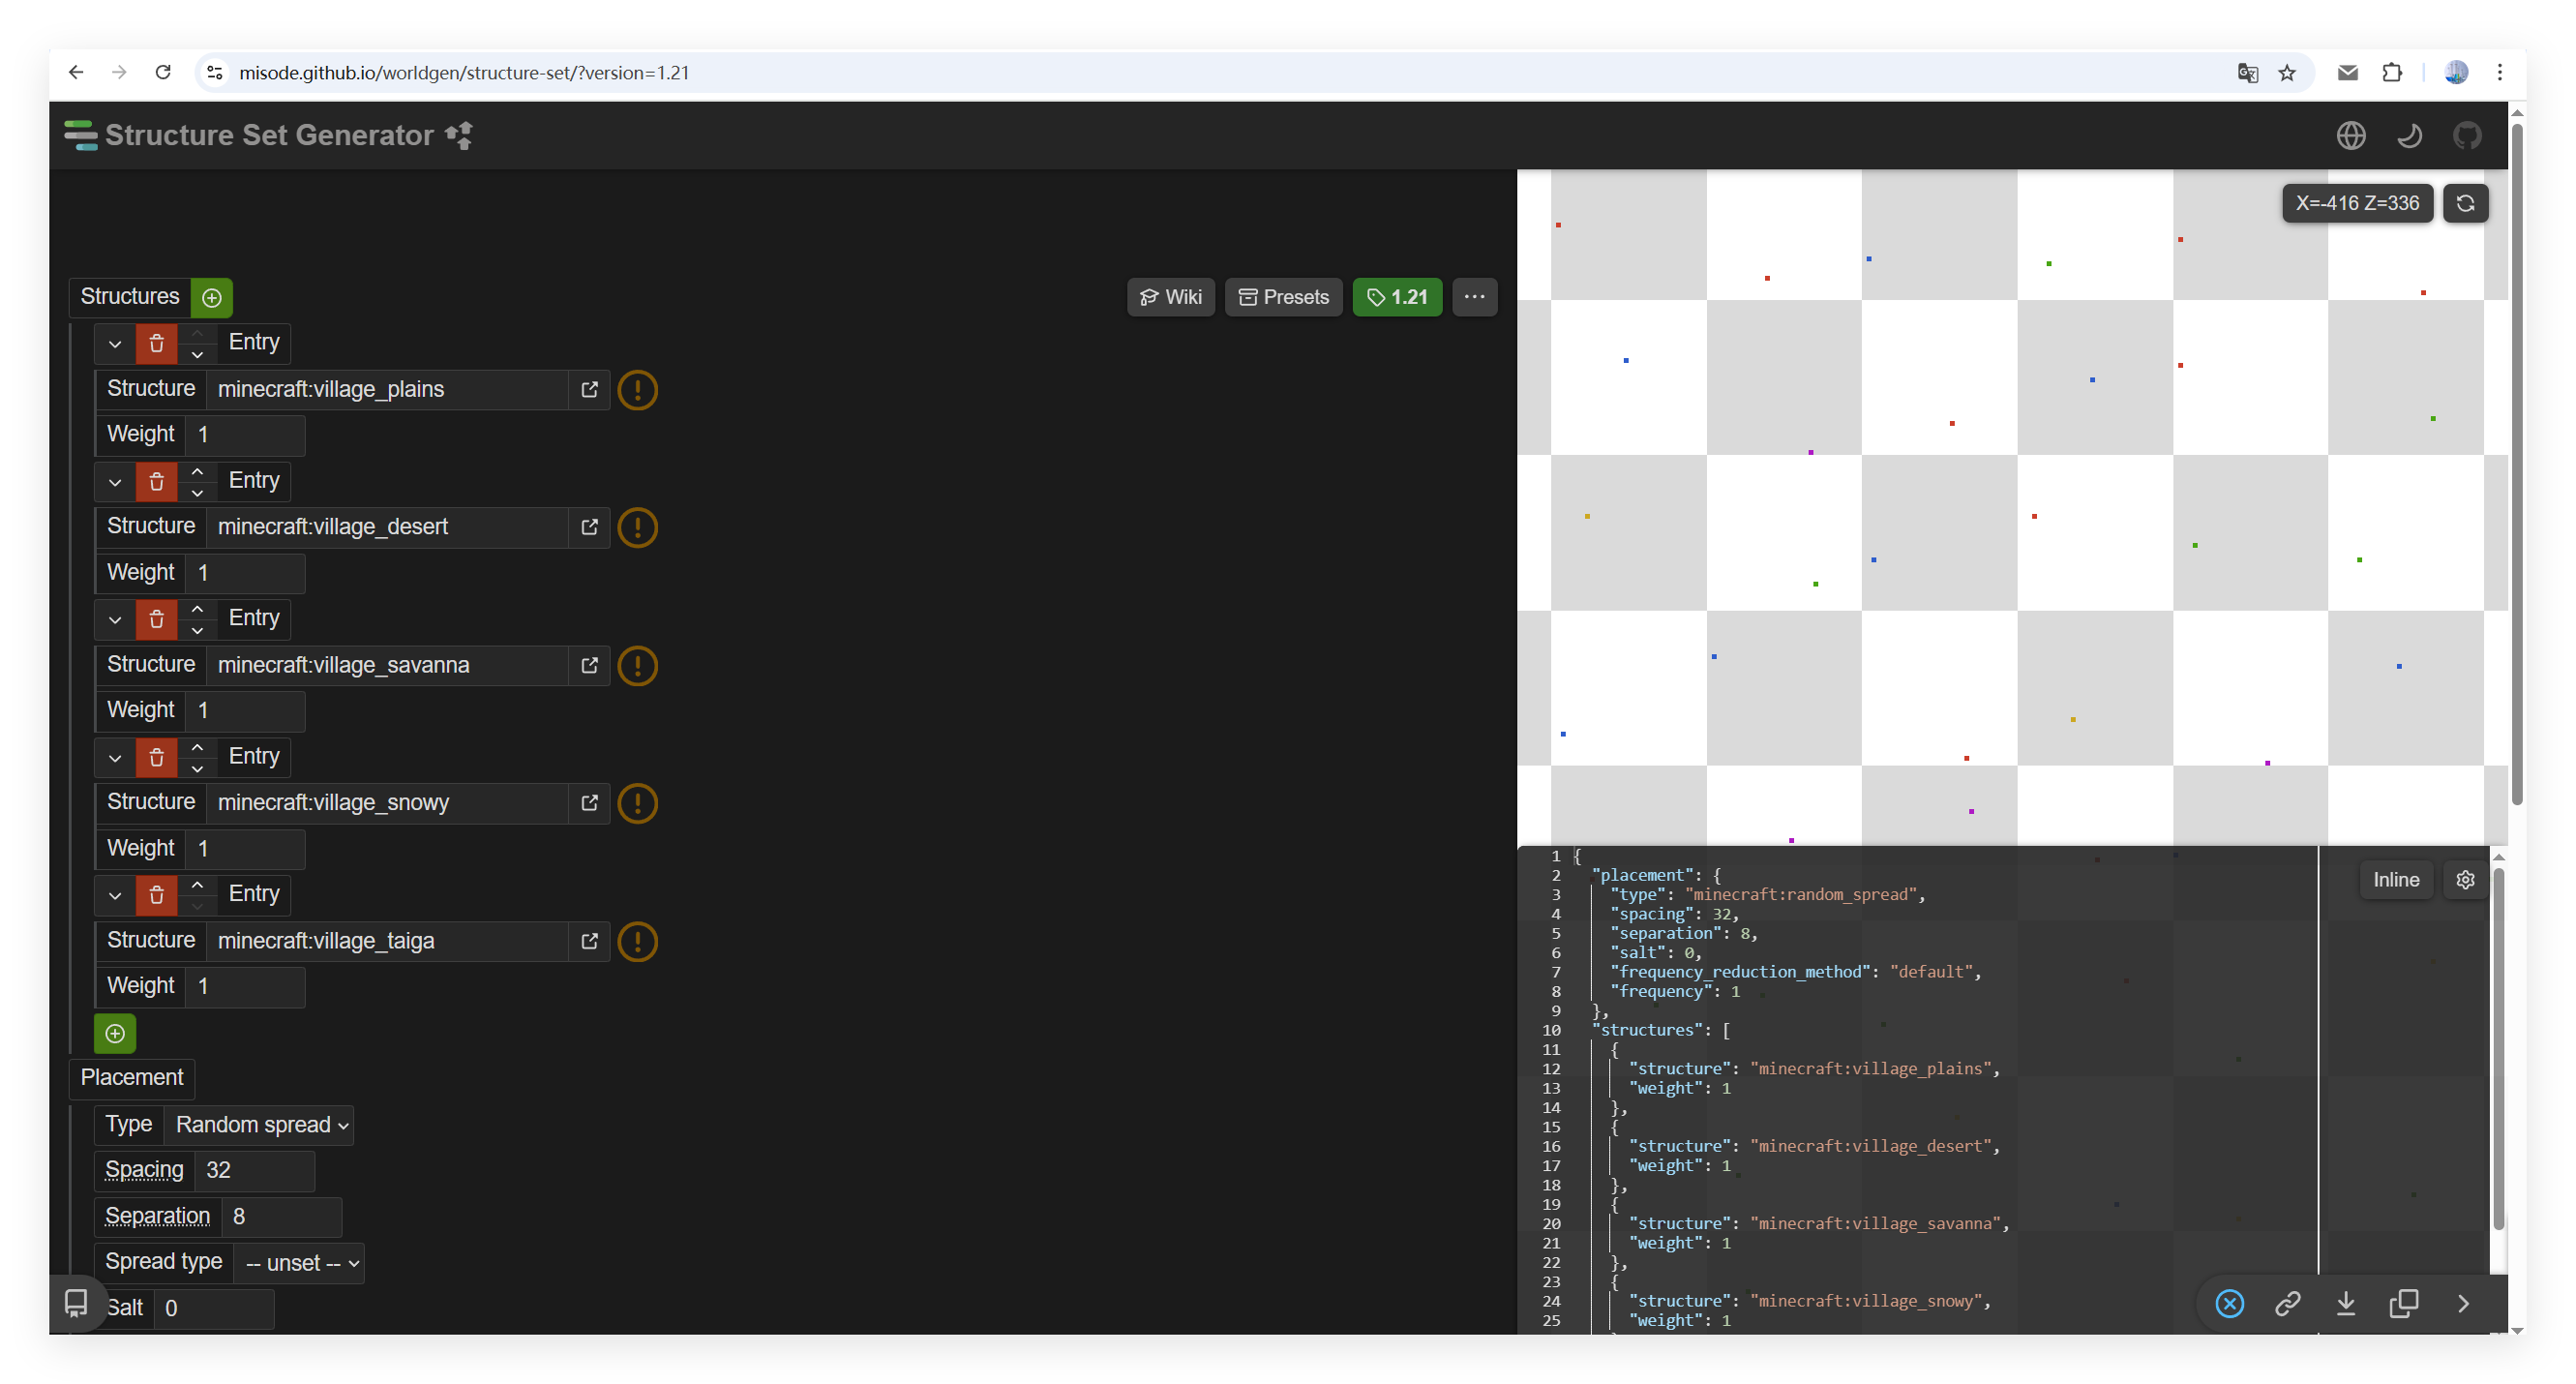 misode.github.io/worldgen/structure-set/?version=1.21
Structure Set Generator
X=-416 Z=336
Structures
Wiki
Presets
1.21
Entry
Structure minecraft:village_plains
Weight 1
Entry
Structure minecraft:village_desert
Weight 1
Entry
Structure minecraft:village_savanna
Weight 1
Entry
Structure minecraft:village_snowy
Weight 1
Entry
Structure minecraft:village_taiga
Weight 1
Placement
Type Random spread
Spacing 32
Separation 8
Spread type -- unset --
Salt 0
Inline
1 {
2 "placement": {
3 "type": "minecraft:random_spread",
4 "spacing": 32,
5 "separation": 8,
6 "salt": 0,
7 "frequency_reduction_method": "default",
8 "frequency": 1
9 },
10 "structures": [
11 {
12 "structure": "minecraft:village_plains",
13 "weight": 1
14 },
15 {
16 "structure": "minecraft:village_desert",
17 "weight": 1
18 },
19 {
20 "structure": "minecraft:village_savanna",
21 "weight": 1
22 },
23 {
24 "structure": "minecraft:village_snowy",
25 "weight": 1